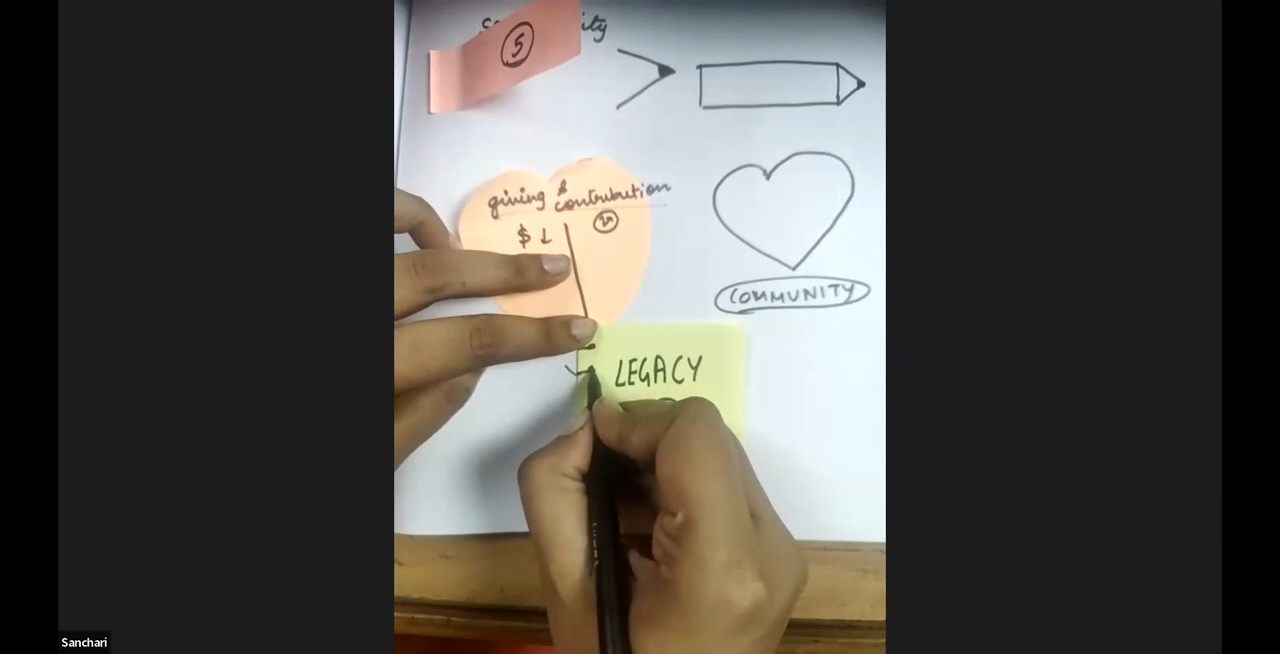 5
giving &
contribution
$ ↓
COMMUNITY
LEGACY
Sanchari